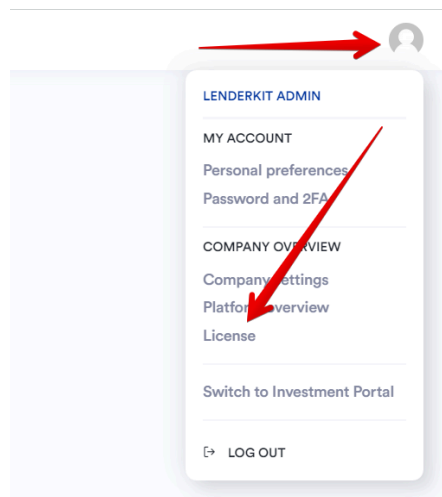 LENDERKIT ADMIN
MY ACCOUNT
Personal preferences
Password and 2FA
COMPANY OVERVIEW
Company settings
Platform overview
License
Switch to Investment Portal
LOG OUT